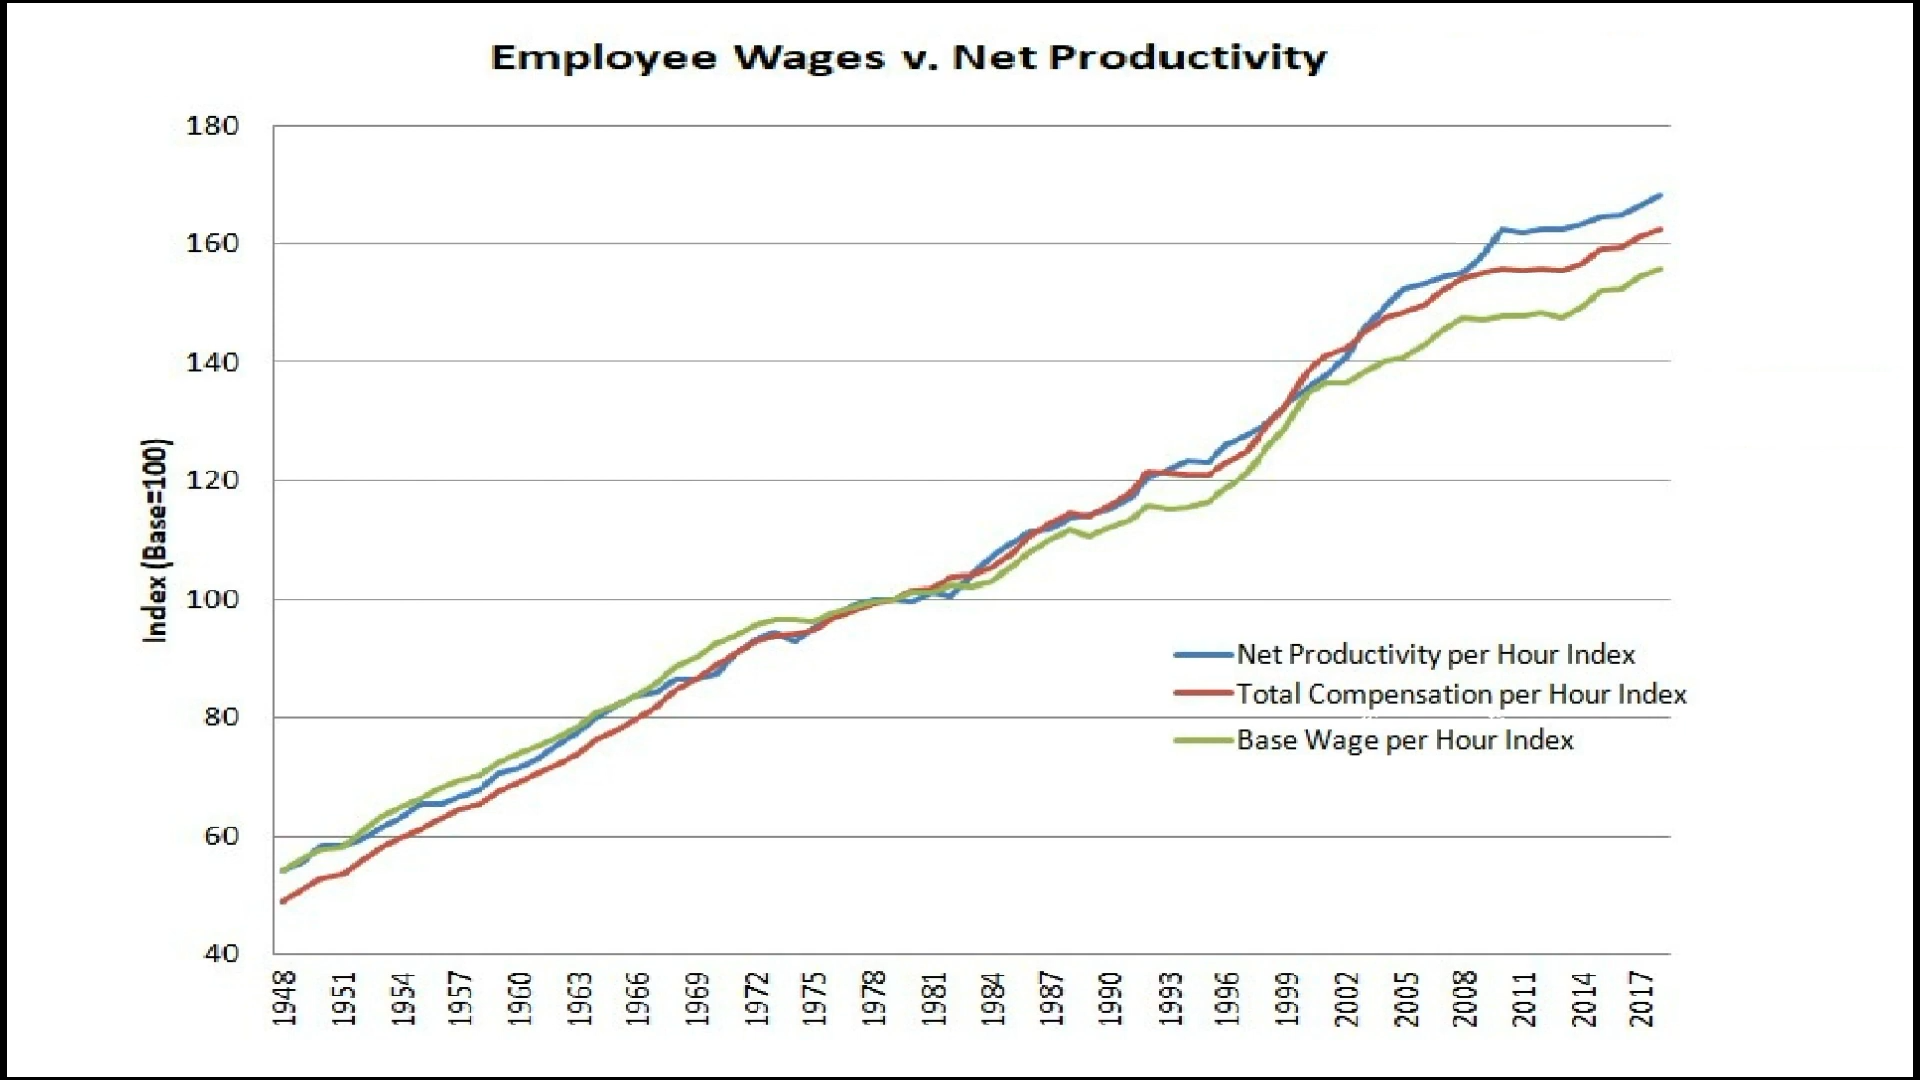 Employee Wages v. Net Productivity
180
160
140
120
100
80
60
40
Index (Base=100)
Net Productivity per Hour Index
Total Compensation per Hour Index
Base Wage per Hour Index
1948 1951 1954 1957 1960 1963 1966 1969 1972 1975 1978 1981 1984 1987 1990 1993 1996 1999 2002 2005 2008 2011 2014 2017